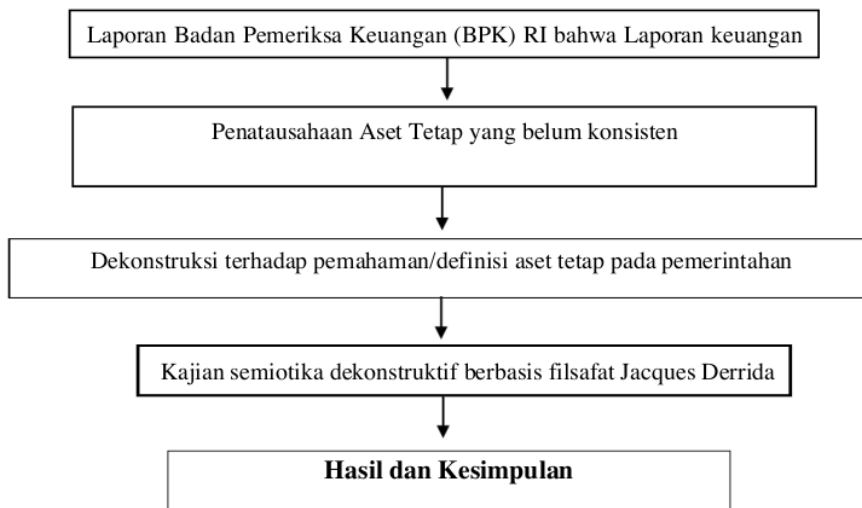 Laporan Badan Pemeriksa Keuangan (BPK) RI bahwa Laporan keuangan
Penatausahaan Aset Tetap yang belum konsisten
Dekonstruksi terhadap pemahaman/definisi aset tetap pada pemerintahan
Kajian semiotika dekonstruktif berbasis filsafat Jacques Derrida
Hasil dan Kesimpulan